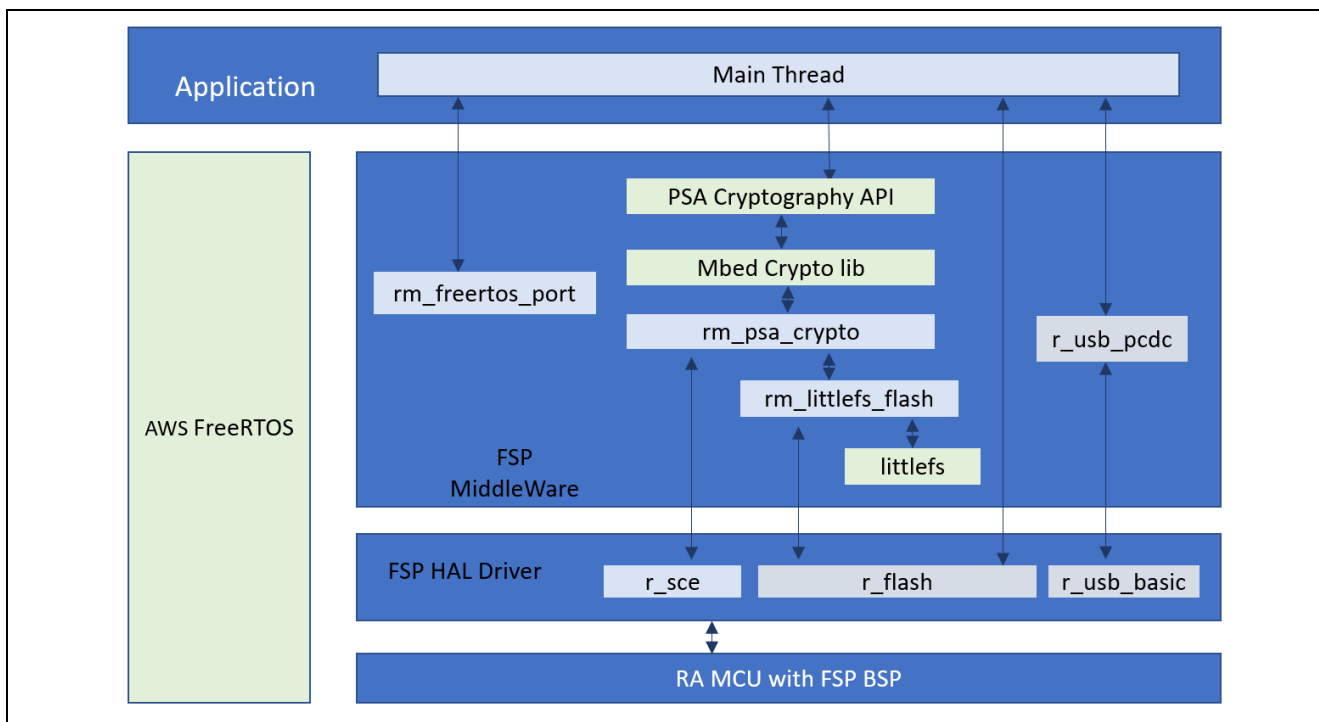 Application
Main Thread
PSA Cryptography API
Mbed Crypto lib
rm_freertos_port
rm_psa_crypto
r_usb_pcdc
rm_littlefs_flash
littlefs
AWS FreeRTOS
FSP
MiddleWare
FSP HAL Driver
r_sce
r_flash
r_usb_basic
RA MCU with FSP BSP